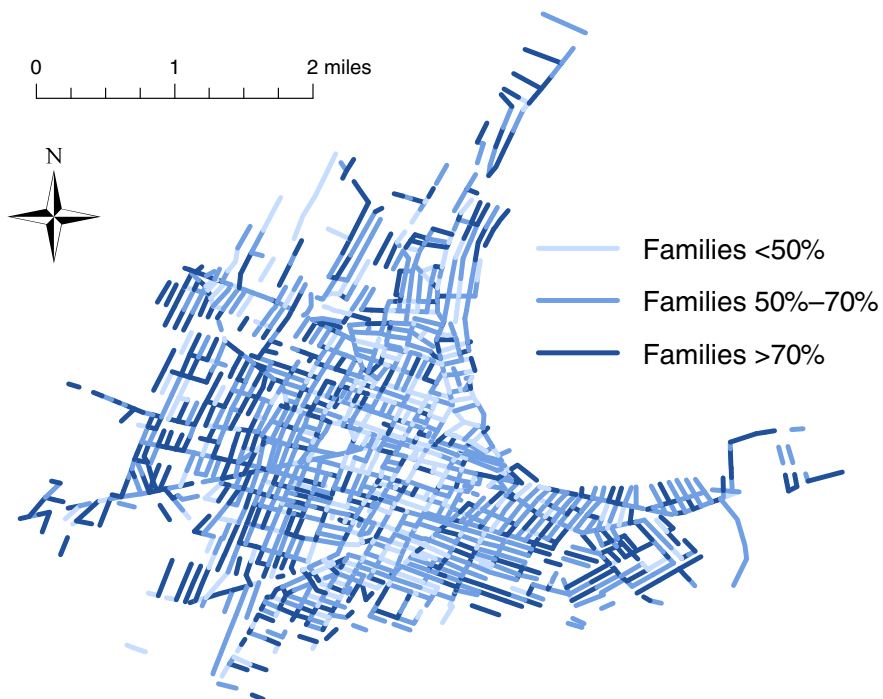 0 1 2 miles
N
Families <50%
Families 50%–70%
Families >70%